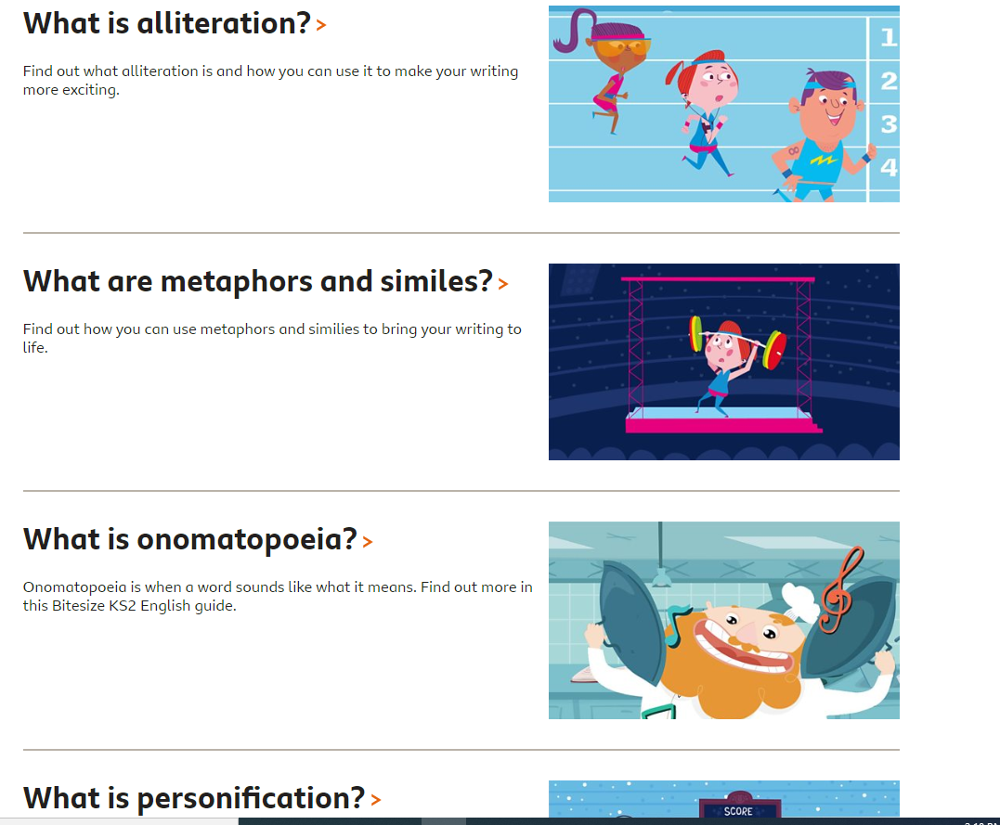 What is alliteration? >
Find out what alliteration is and how you can use it to make your writing
more exciting.
1
2
3
4
What are metaphors and similes? >
Find out how you can use metaphors and similies to bring your writing to
life.
What is onomatopoeia? >
Onomatopoeia is when a word sounds like what it means. Find out more in
this Bitesize KS2 English guide.
What is personification? >
SCORE